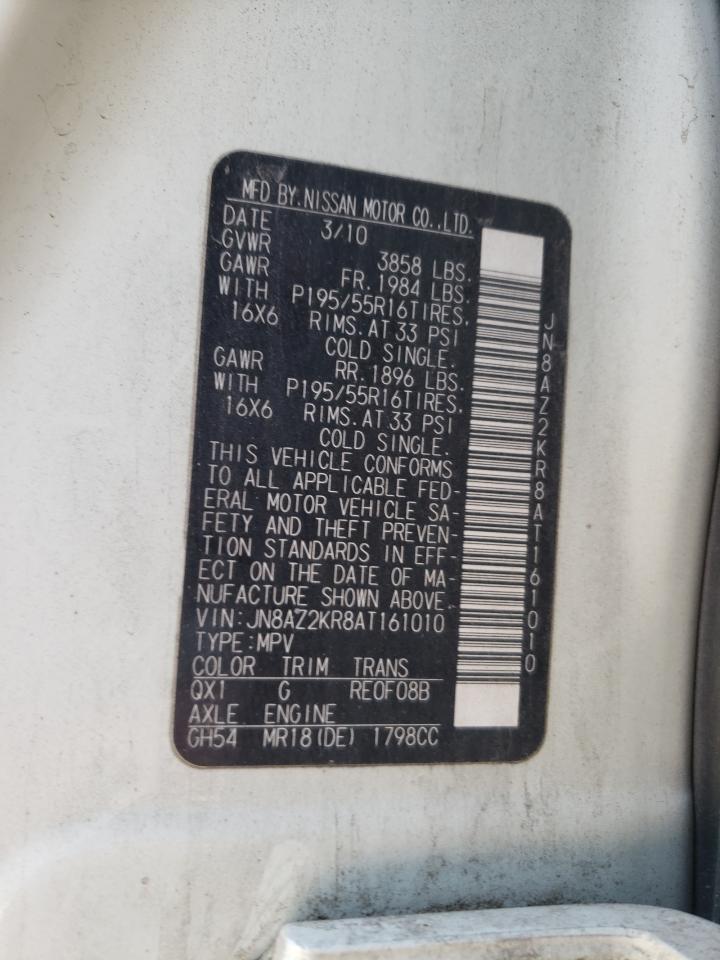 MFD BY.NISSAN MOTOR CO.,LTD.
DATE 3/10
GVWR 3858 LBS.
GAWR FR.1984 LBS.
WITH P195/55R16TIRES,
16X6 RIMS.AT 33 PSI
COLD SINGLE.
GAWR RR.1896 LBS.
WITH P195/55R16TIRES,
16X6 RIMS.AT 33 PSI
COLD SINGLE.
THIS VEHICLE CONFORMS
TO ALL APPLICABLE FED-
ERAL MOTOR VEHICLE SA-
FETY AND THEFT PREVEN-
TION STANDARDS IN EFF-
ECT ON THE DATE OF MA-
NUFACTURE SHOWN ABOVE.
VIN:JN8AZ2KR8AT161010
TYPE:MPV
COLOR TRIM TRANS
QX1 G RE0F08B
AXLE ENGINE
GH54 MR18(DE) 1798CC
JN8AZ2KR8AT161010